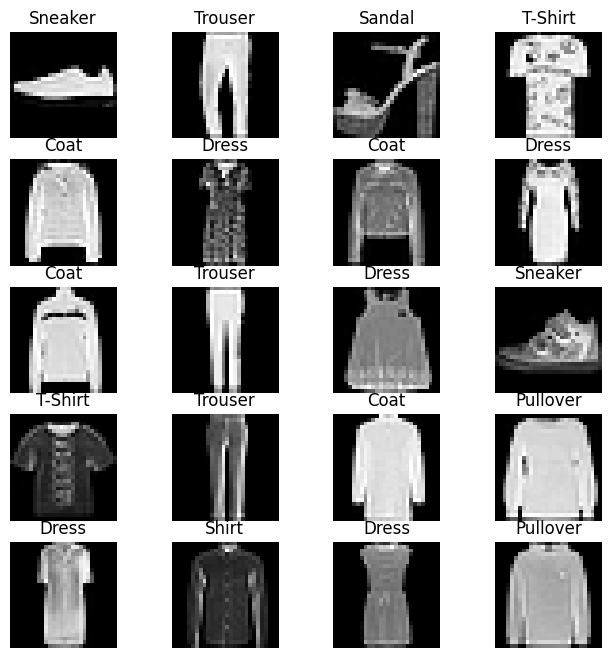 Sneaker Trouser Sandal T-Shirt
Coat Dress Coat Dress
Coat Trouser Dress Sneaker
T-Shirt Trouser Coat Pullover
Dress Shirt Dress Pullover